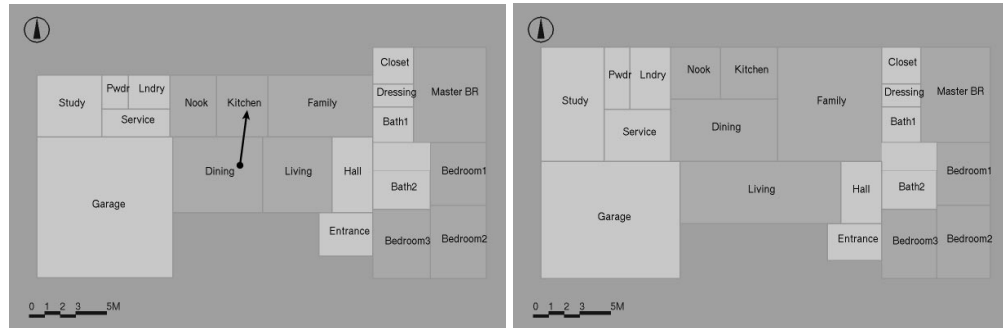 Closet
Pwdr Lndry Dressing Master BR
Study Nook Kitchen Family
Service Bath1
Dining Living Hall Bedroom1
Bath2
Garage
Entrance Bedroom3 Bedroom2
0 1 2 3 5M
Closet
Nook Kitchen
Pwdr Lndry Dressing Master BR
Study Family
Service Dining Bath1
Bedroom1
Living Hall Bath2
Garage
Entrance Bedroom3 Bedroom2
0 1 2 3 5M